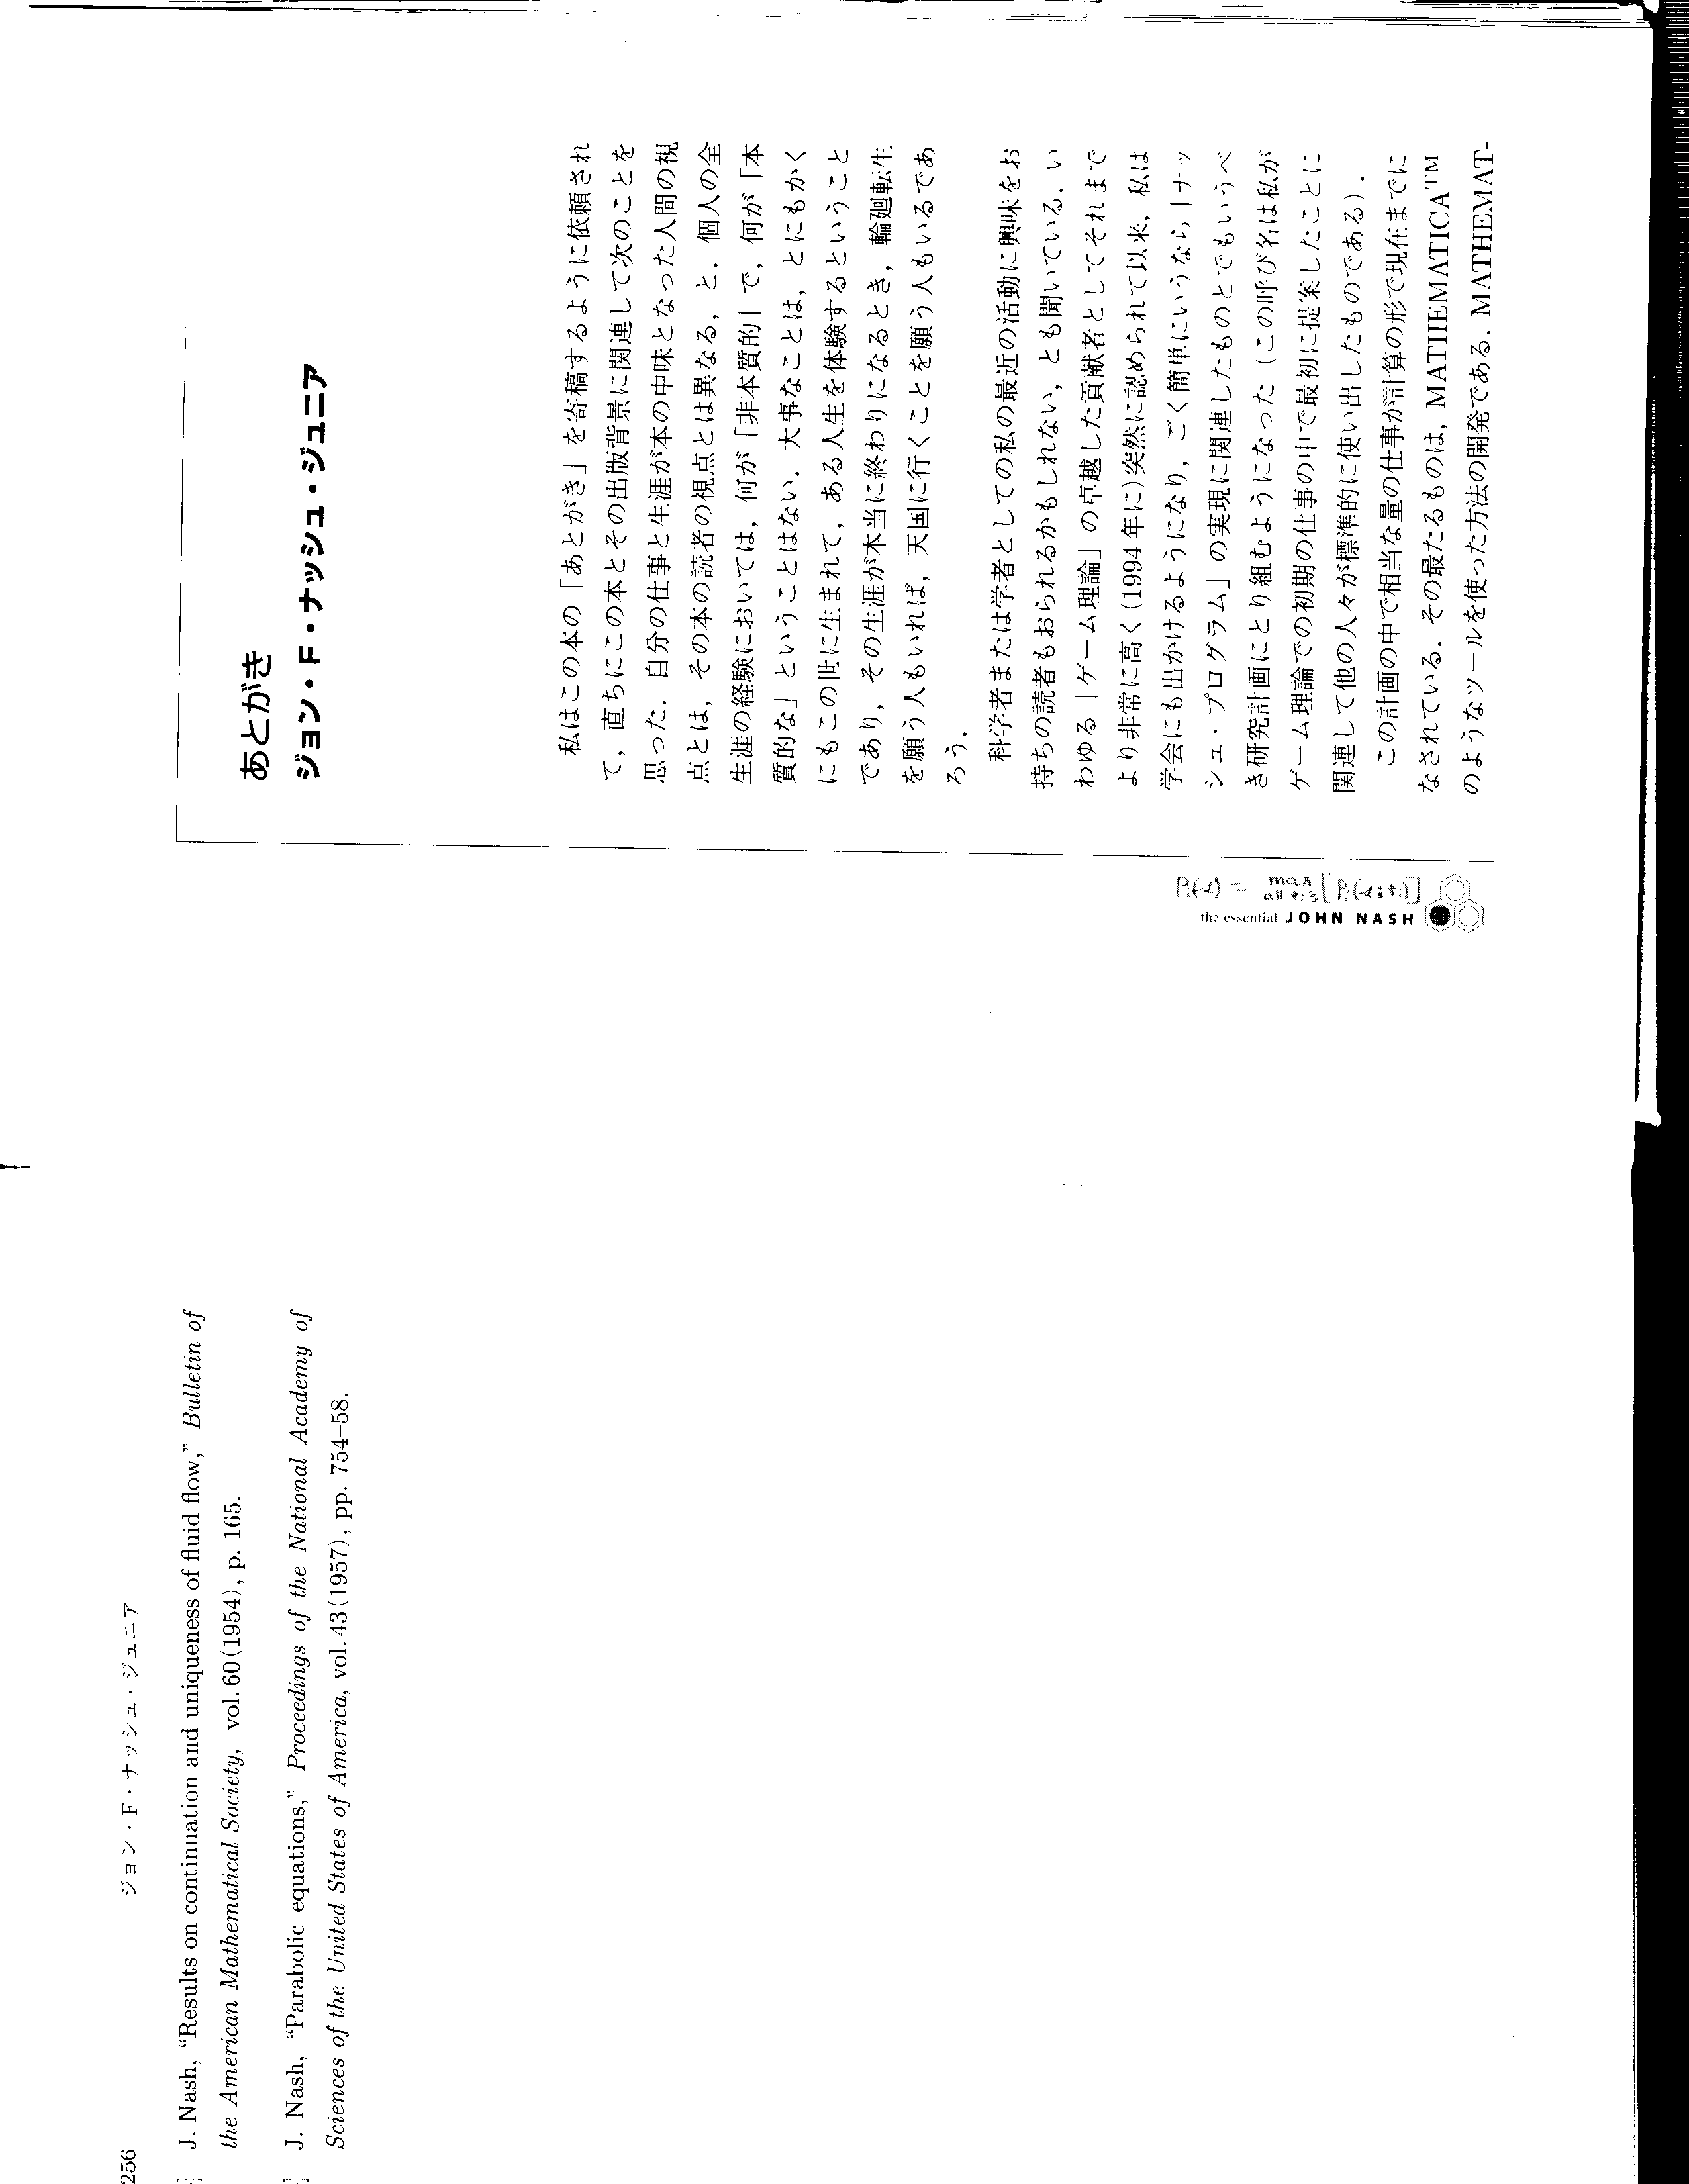 256
ジョン・F・ナッシュ・ジュニア
] J. Nash, “Results on continuation and uniqueness of fluid flow,” Bulletin of
the American Mathematical Society, vol. 60(1954), p. 165.
] J. Nash, “Parabolic equations,” Proceedings of the National Academy of
Sciences of the United States of America, vol. 43(1957), pp. 754–58.
あとがき
ジョン・F・ナッシュ・ジュニア
私はこの本の「あとがき」を寄稿するように依頼され
て，直ちにこの本とその出版背景に関連して次のことを
思った．自分の仕事と生涯が本の中味となった人間の視
点とは，その本の読者の視点とは異なる，と．個人の全
生涯の経験においては，何が「非本質的」で，何が「本
質的な」ということはない．大事なことは，とにもかく
にもこの世に生まれて，ある人生を体験するということ
であり，その生涯が本当に終わりになるとき，輪廻転生
を願う人もいれば，天国に行くことを願う人もいるであ
ろう．
科学者または学者としての私の最近の活動に興味をお
持ちの読者もおられるかもしれない，とも聞いている．い
わゆる「ゲーム理論」の卓越した貢献者としてそれまで
より非常に高く(1994年に)突然に認められて以来，私は
学会にも出かけるようになり，ごく簡単にいうなら「ナッ
シュ・プログラム」の実現に関連したものとでもいうべ
き研究計画にとり組むようになった（この呼び名は私が
ゲーム理論での初期の仕事の中で最初に提案したことに
関連して他の人々が標準的に使い出したものである）．
この計画の中で相当な量の仕事が計算の形で現在までに
なされている．その最たるものは，MATHEMATICA™
のようなツールを使った方法の開発である．MATHEMAT-
the essential JOHN NASH